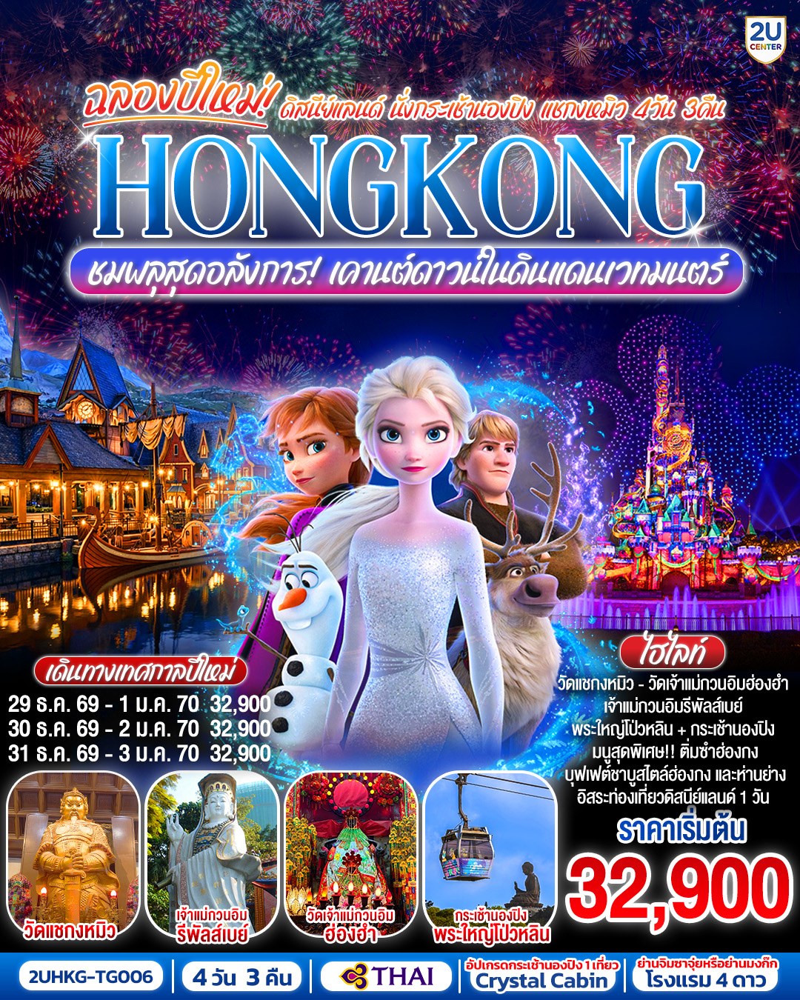 2U
CENTER
ฉลองปีใหม่! ดิสนีย์แลนด์ นั่งกระเช้านองปิง แชกงหมิว 4วัน 3คืน
HONGKONG
ชมพลุสุดอลังการ! เคานต์ดาวน์ในดินแดนเวทมนตร์
เดินทางเทศกาลปีใหม่
29 ธ.ค. 69 - 1 ม.ค. 70 32,900
30 ธ.ค. 69 - 2 ม.ค. 70 32,900
31 ธ.ค. 69 - 3 ม.ค. 70 32,900
ไฮไลท์
วัดแชกงหมิว - วัดเจ้าแม่กวนอิมฮ่องฮำ
เจ้าแม่กวนอิมรีพัลส์เบย์
พระใหญ่โป่วหลิน + กระเช้านองปิง
มนูสุดพิเศษ!! ติ่มซำฮ่องกง
บุฟเฟต์ชาบูสไตล์ฮ่องกง และห่านย่าง
อิสระท่องเที่ยวดิสนีย์แลนด์ 1 วัน
ราคาเริ่มต้น
32,900
วัดแชกงหมิว
เจ้าแม่กวนอิม
รีพัลส์เบย์
วัดเจ้าแม่กวนอิม
ฮ่องฮำ
กระเช้านองปิง
พระใหญ่โป่วหลิน
2UHKG-TG006
4 วัน 3 คืน
THAI
อัปเกรดกระเช้านองปิง 1 เที่ยว
Crystal Cabin
ย่านจิมซาจุ่ยหรือย่านมงก๊ก
โรงแรม 4 ดาว